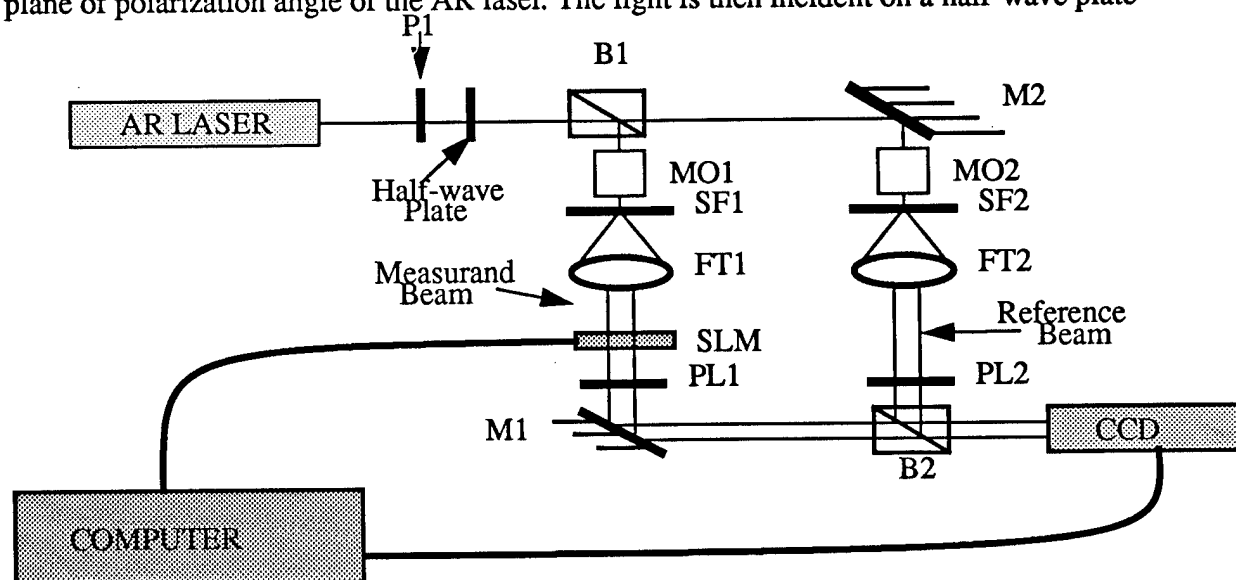 plane of polarization angle of the AR laser. The light is then incident on a half-wave plate
P1
B1
M2
AR LASER
MO1
MO2
Half-wave
Plate
SF1
SF2
FT1
FT2
Measurand
Beam
Reference
Beam
SLM
PL1
PL2
M1
CCD
B2
COMPUTER